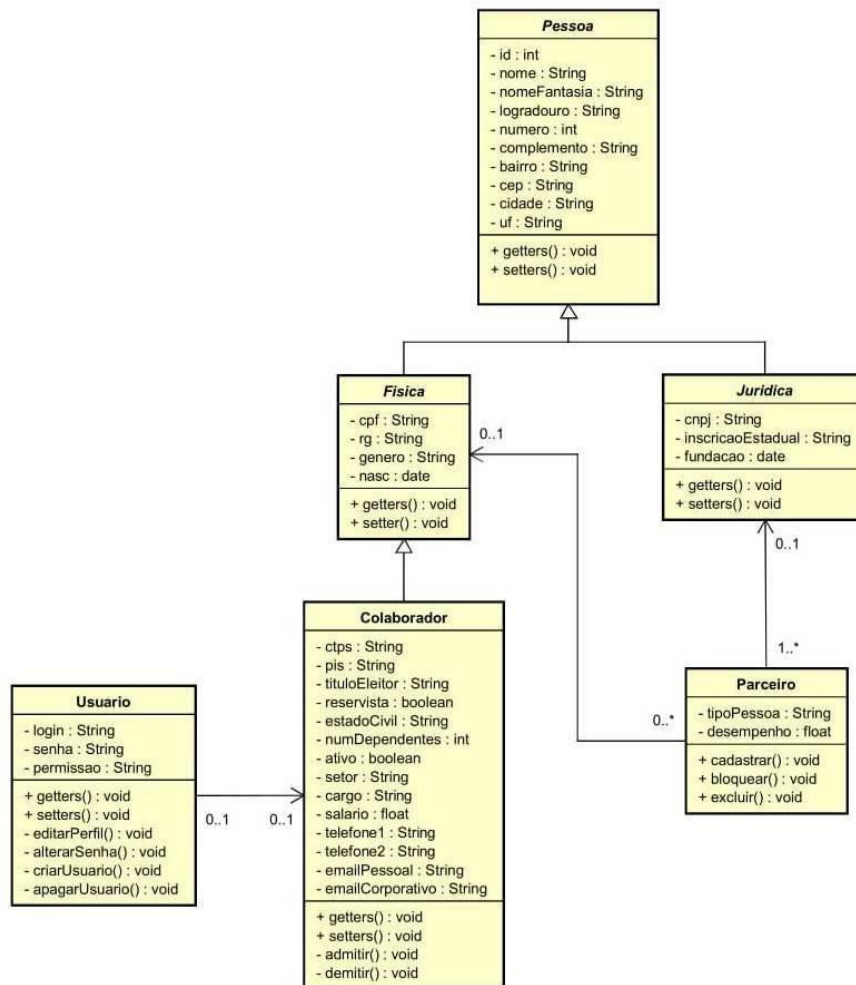 Pessoa
- id : int
- nome : String
- nomeFantasia : String
- logradouro : String
- numero : int
- complemento : String
- bairro : String
- cep : String
- cidade : String
- uf : String
+ getters() : void
+ setters() : void
Fisica
- cpf : String
- rg : String
- genero : String
- nasc : date
+ getters() : void
+ setter() : void
0..1
Juridica
- cnpj : String
- inscricaoEstadual : String
- fundacao : date
+ getters() : void
+ setters() : void
0..1
1..*
Colaborador
- ctps : String
- pis : String
- tituloEleitor : String
- reservista : boolean
- estadoCivil : String
- numDependentes : int
- ativo : boolean
- setor : String
- cargo : String
- salario : float
- telefone1 : String
- telefone2 : String
- emailPessoal : String
- emailCorporativo : String
+ getters() : void
+ setters() : void
- admitir() : void
- demitir() : void
Usuario
- login : String
- senha : String
- permissao : String
+ getters() : void
+ setters() : void
- editarPerfil() : void
- alterarSenha() : void
- criarUsuario() : void
- apagarUsuario() : void
0..1
0..1
Parceiro
- tipoPessoa : String
- desempenho : float
+ cadastrar() : void
+ bloquear() : void
+ excluir() : void
0..*